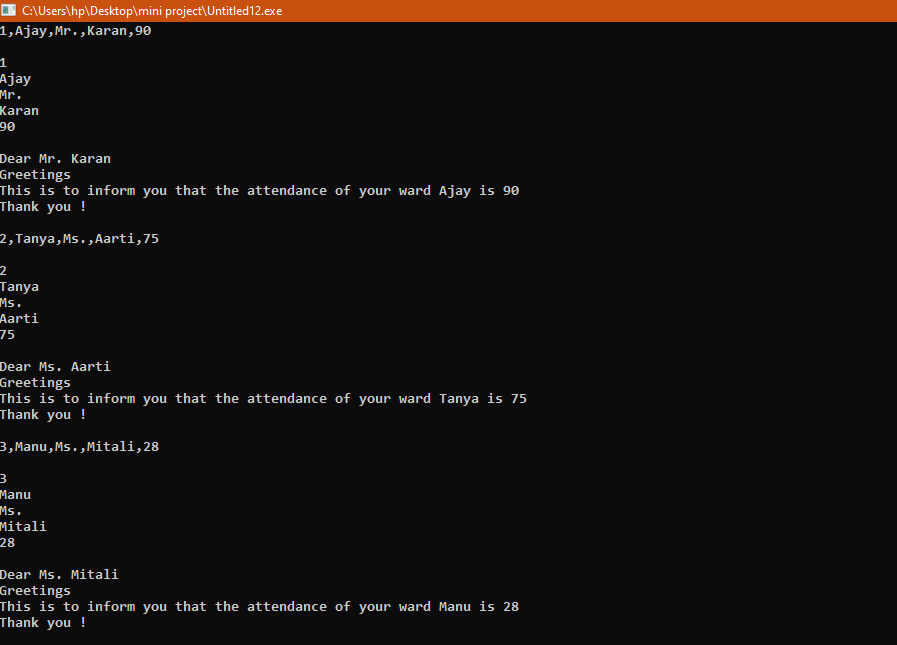 C:\Users\hp\Desktop\mini project\Untitled12.exe
1,Ajay,Mr.,Karan,90
1
Ajay
Mr.
Karan
90
Dear Mr. Karan
Greetings
This is to inform you that the attendance of your ward Ajay is 90
Thank you !
2,Tanya,Ms.,Aarti,75
2
Tanya
Ms.
Aarti
75
Dear Ms. Aarti
Greetings
This is to inform you that the attendance of your ward Tanya is 75
Thank you !
3,Manu,Ms.,Mitali,28
3
Manu
Ms.
Mitali
28
Dear Ms. Mitali
Greetings
This is to inform you that the attendance of your ward Manu is 28
Thank you !